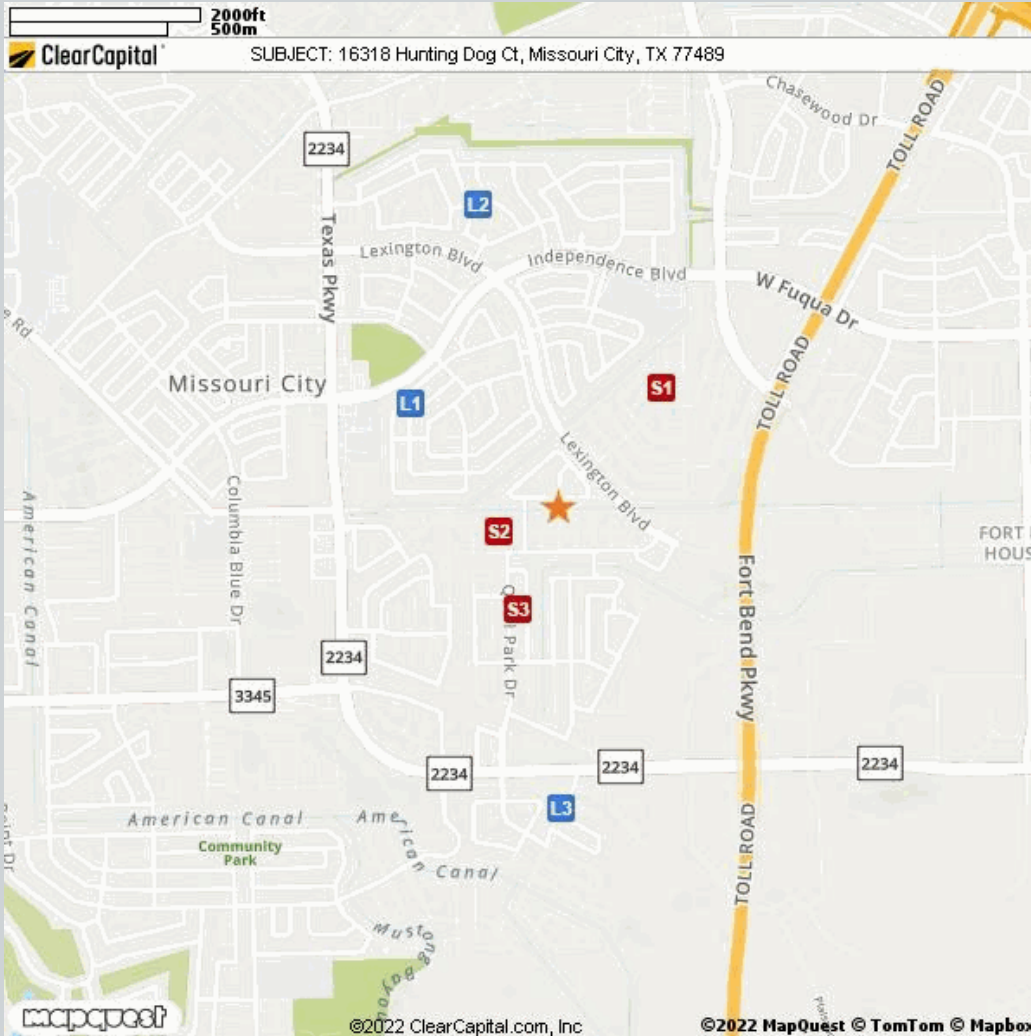 2000ft
500m
ClearCapital
SUBJECT: 16318 Hunting Dog Ct, Missouri City, TX 77489
Chasewood Dr
TOLL ROAD
2234
L2
Texas Pkwy
Lexington Blvd
Independence Blvd
W Fuqua Dr
Rd
Missouri City
S1
L1
TOLL ROAD
Lexington Blvd
Columbia Blue Dr
American Canal
S2
FORT
Fort Bend Pkwy
S3
Park Dr
2234
3345
2234
2234
2234
L3
American Canal
American Canal
Community
Park
TOLL ROAD
Dr
Mustang Bayou
mapquest
©2022 ClearCapital.com, Inc
©2022 MapQuest © TomTom © Mapbox